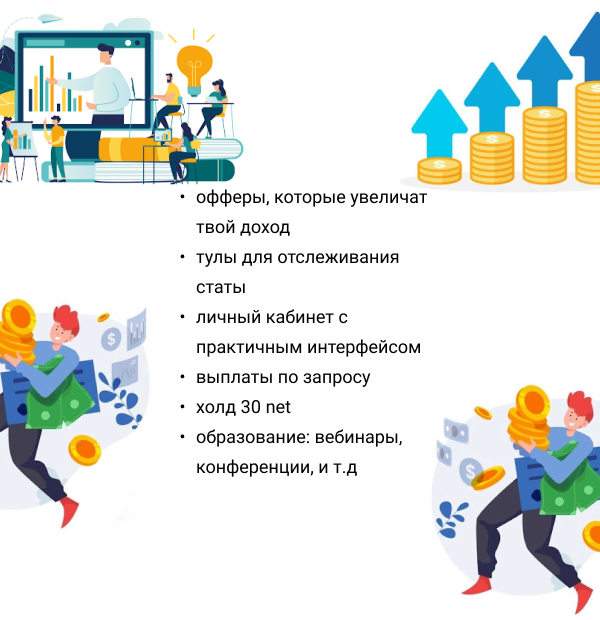 • офферы, которые увеличат
твой доход
• тулы для отслеживания
статы
• личный кабинет с
практичным интерфейсом
• выплаты по запросу
• холд 30 net
• образование: вебинары,
конференции, и т.д